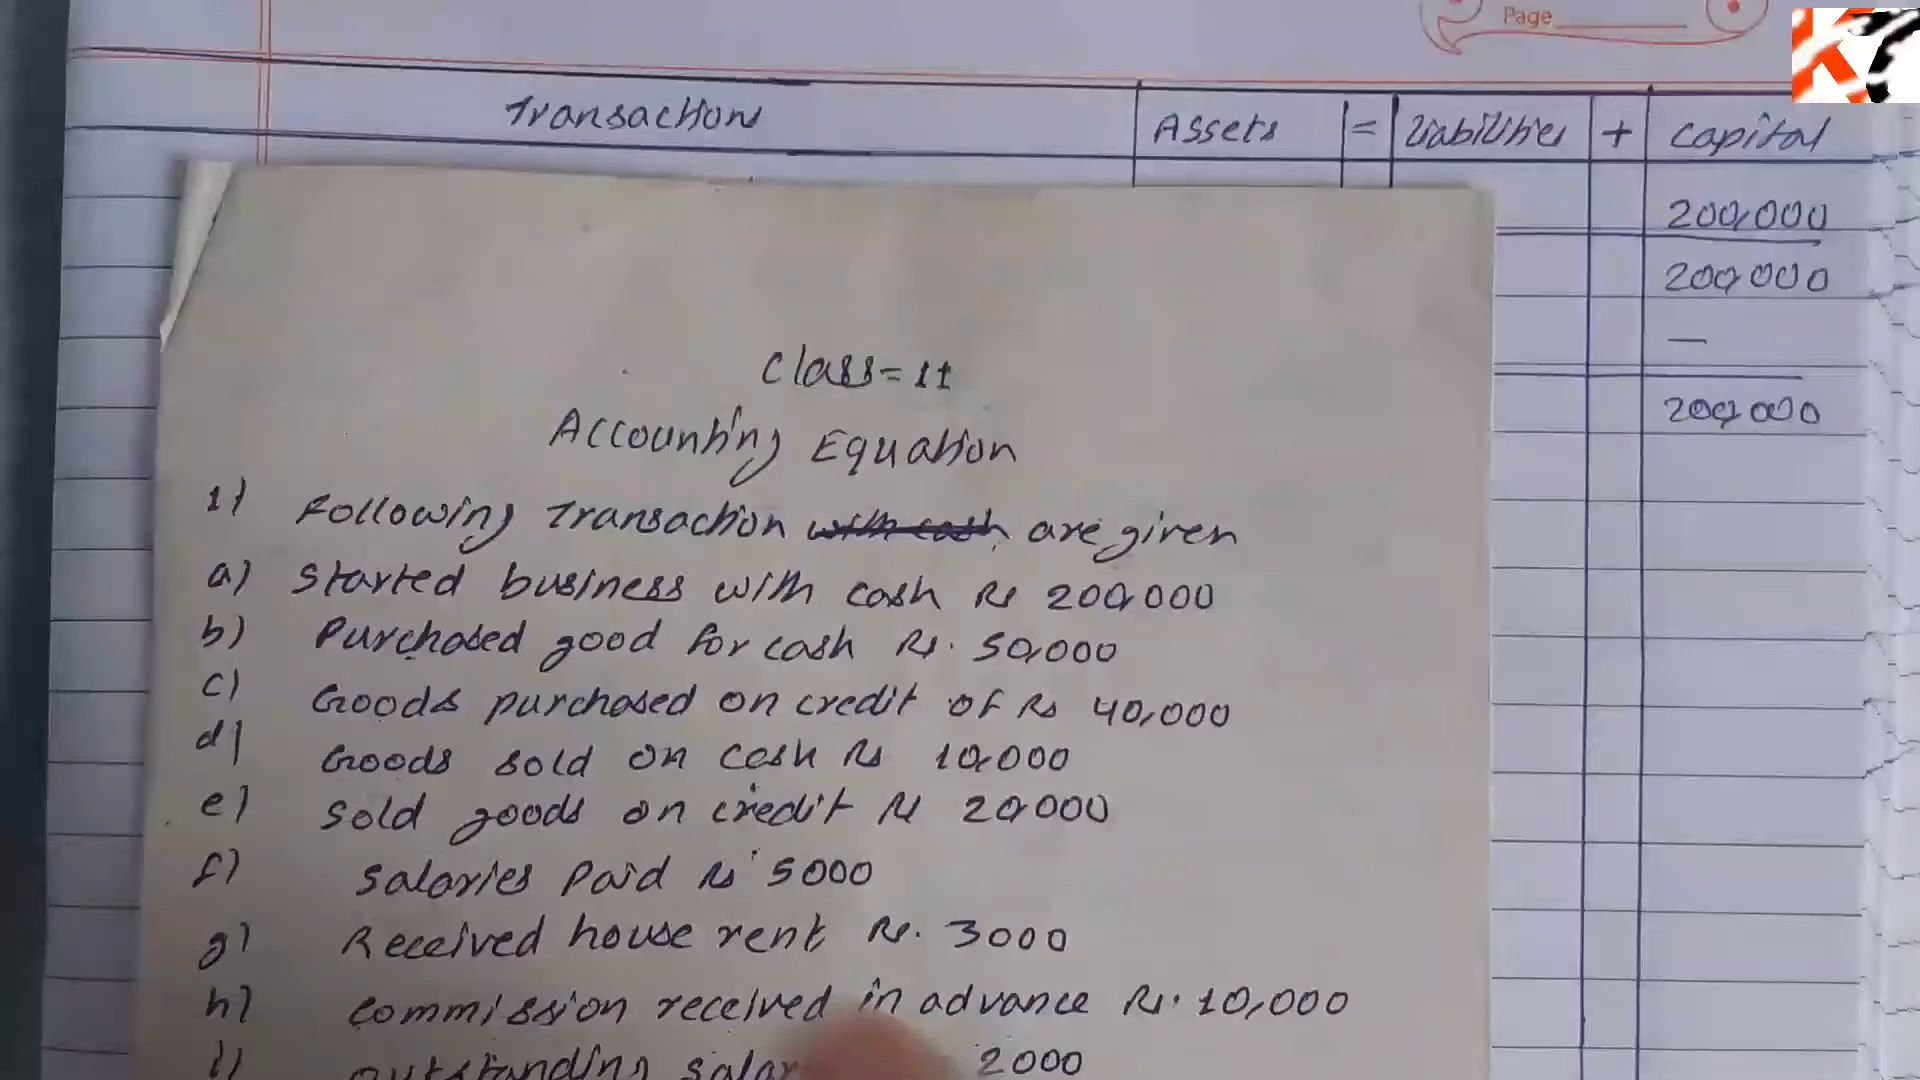 Page
Transactions Assets = Liabilities + Capital
200,000
200,000
—
200,000
Class = 11
Accounting Equation
1) Following Transaction with cash are given
a) Started business with cash Rs 200,000
b) Purchased good for cash Rs. 50,000
c) Goods purchased on credit of Rs 40,000
d) Goods sold on cash Rs 10,000
e) Sold goods on credit Rs 20,000
f) Salaries Paid Rs 5000
g) Received house rent Rs. 3000
h) Commission received in advance Rs. 10,000
i) outstanding 2000